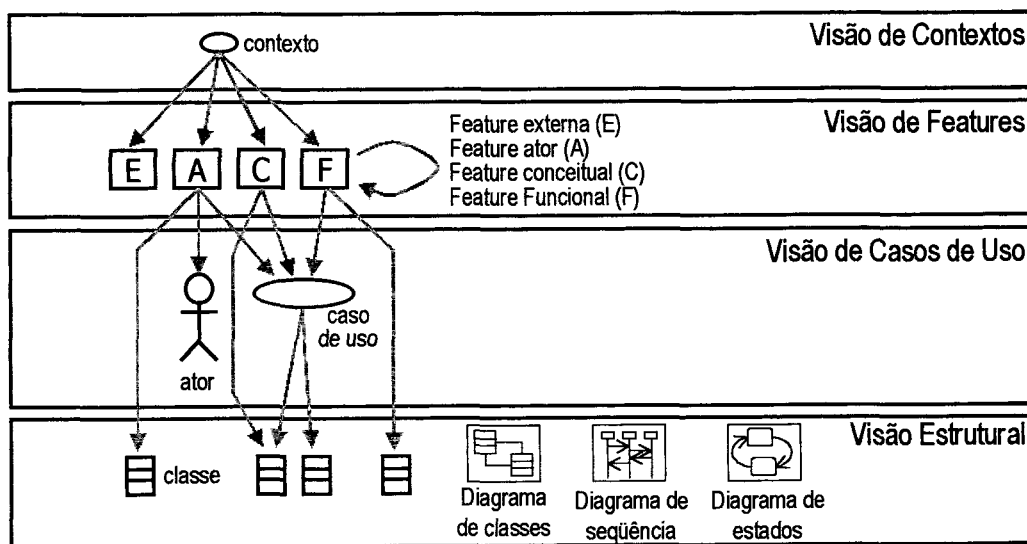 Visão de Contextos
contexto
Visão de Features
Feature externa (E)
Feature ator (A)
Feature conceitual (C)
Feature Funcional (F)
E A C F
Visão de Casos de Uso
caso
de uso
ator
Visão Estrutural
classe
Diagrama
de classes
Diagrama de
seqüência
Diagrama de
estados